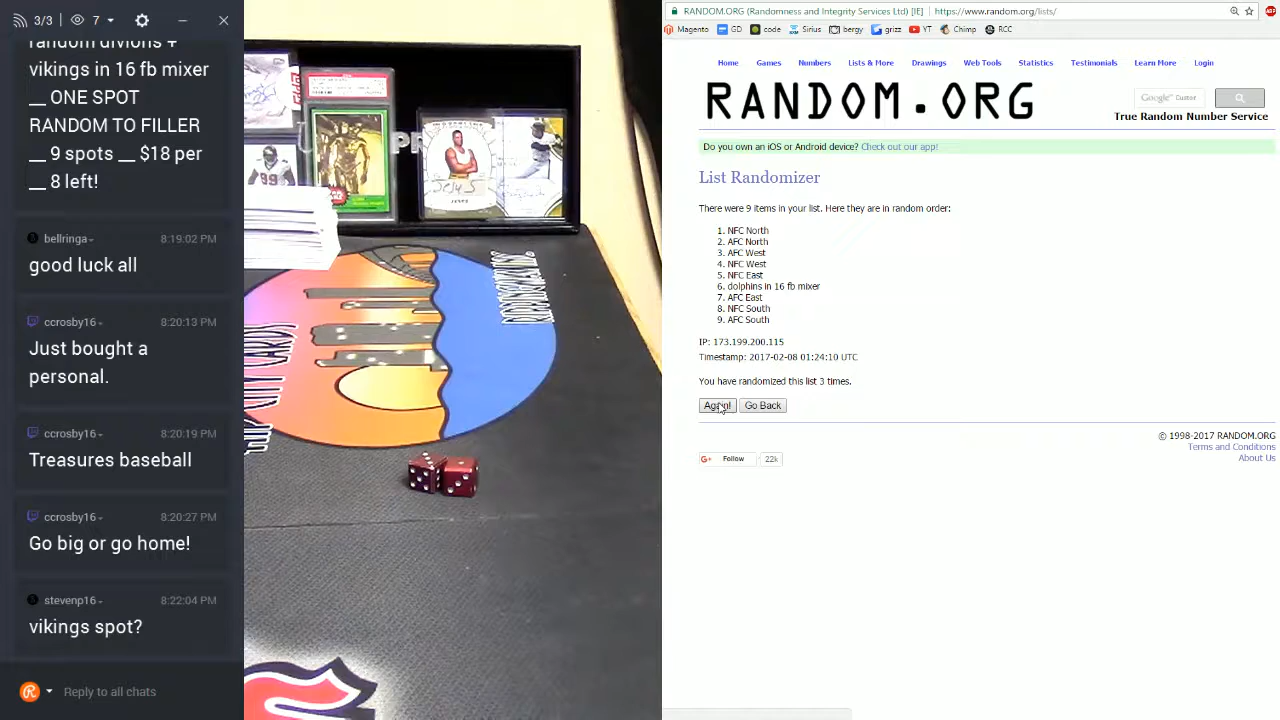 3/3
7
random divions +
vikings in 16 fb mixer
__ ONE SPOT
RANDOM TO FILLER
__ 9 spots __ $18 per
__ 8 left!
bellringa
8:19:02 PM
good luck all
ccrosby16
8:20:13 PM
Just bought a
personal.
ccrosby16
8:20:19 PM
Treasures baseball
ccrosby16
8:20:27 PM
Go big or go home!
stevenp16
8:22:04 PM
vikings spot?
Reply to all chats
99
RANDOM.ORG (Randomness and Integrity Services Ltd) [IE]
https://www.random.org/lists/
Magento GD code Sirius bergy grizz YT Chimp RCC
Home Games Numbers Lists & More Drawings Web Tools Statistics Testimonials Learn More Login
RANDOM.ORG
True Random Number Service
Do you own an iOS or Android device? Check out our app!
List Randomizer
There were 9 items in your list. Here they are in random order:
1. NFC North
2. AFC North
3. AFC West
4. NFC West
5. NFC East
6. dolphins in 16 fb mixer
7. AFC East
8. NFC South
9. AFC South
IP: 173.199.200.115
Timestamp: 2017-02-08 01:24:10 UTC
You have randomized this list 3 times.
Again! Go Back
© 1998-2017 RANDOM.ORG
Terms and Conditions
About Us
Follow 22k